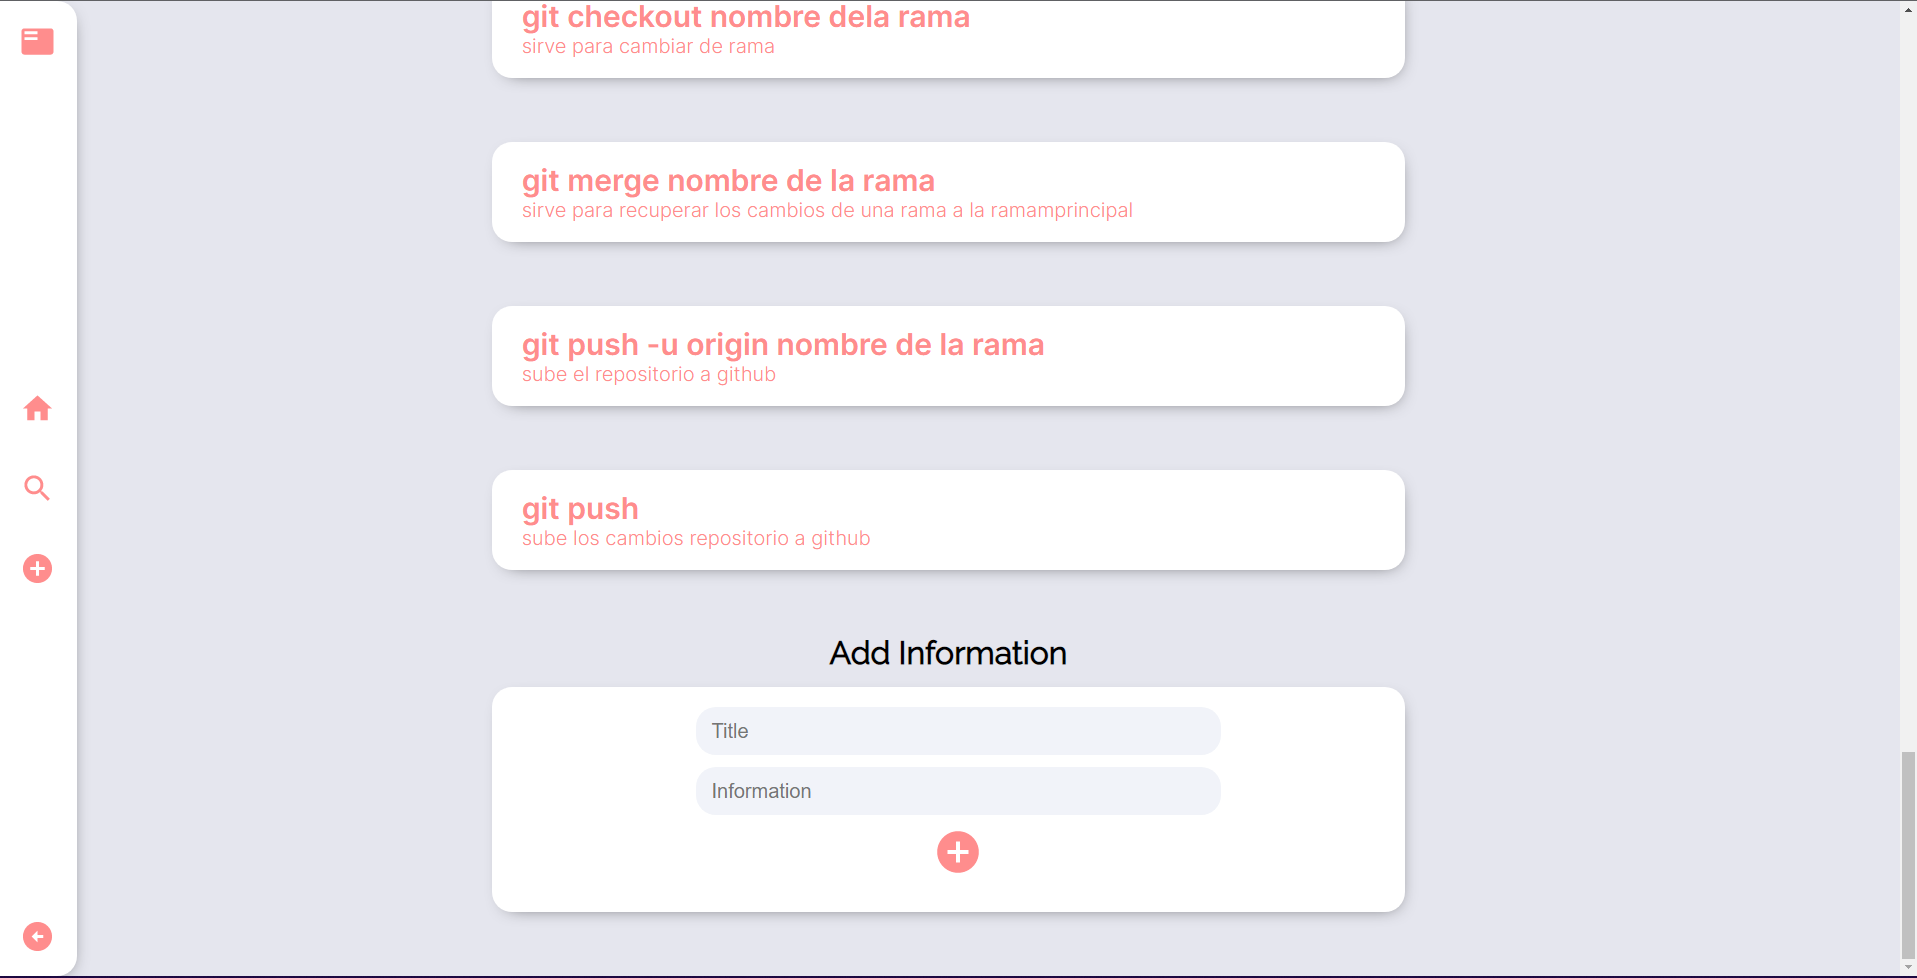 git checkout nombre dela rama
sirve para cambiar de rama
git merge nombre de la rama
sirve para recuperar los cambios de una rama a la ramamprincipal
git push -u origin nombre de la rama
sube el repositorio a github
git push
sube los cambios repositorio a github
Add Information
Title
Information